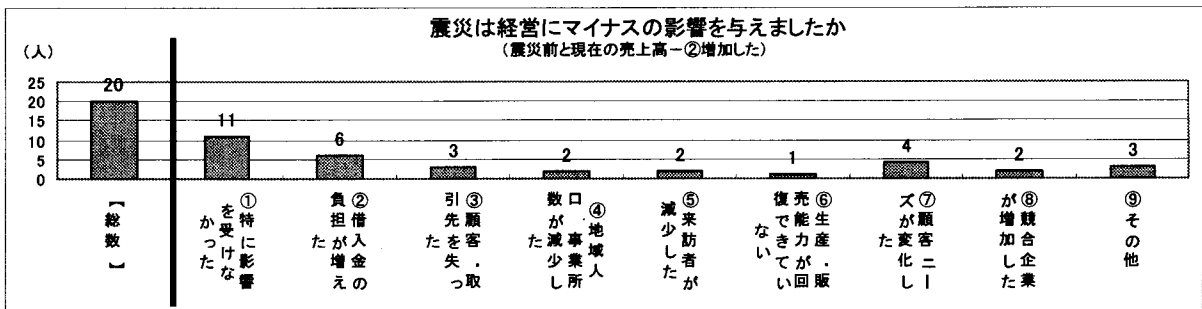 震災は経営にマイナスの影響を与えましたか
(震災前と現在の売上高－②増加した)
(人)
25
20
15
10
5
0
20
11
6
3
2
2
1
4
2
3
【総数】
①特に影響
を受けな
かった
②借入金の
負担が増え
た
③顧客・取
引先を失っ
た
④地域人
口、事業所
数が減少し
た
⑤来訪者が
減少した
⑥生産・販
売能力が回
復できてい
ない
⑦顧客ニー
ズが変化し
た
⑧競合企業
が増加した
⑨その他